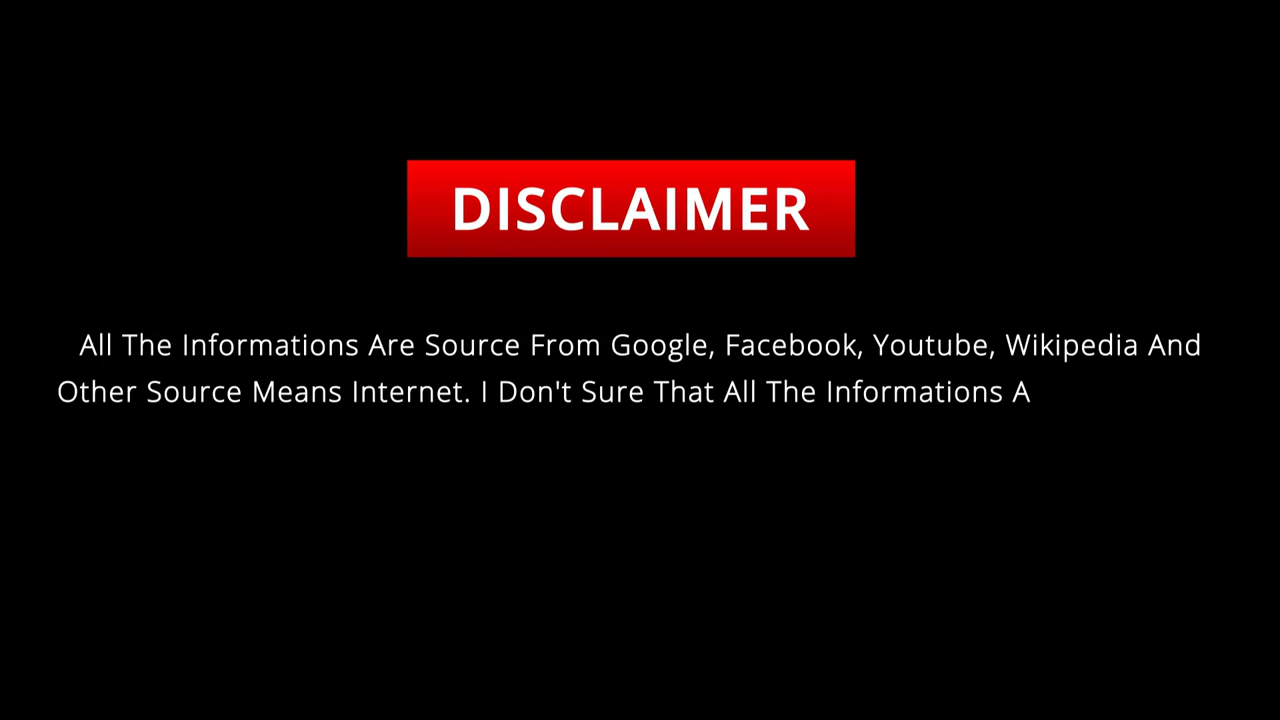 DISCLAIMER
All The Informations Are Source From Google, Facebook, Youtube, Wikipedia And
Other Source Means Internet. I Don't Sure That All The Informations A